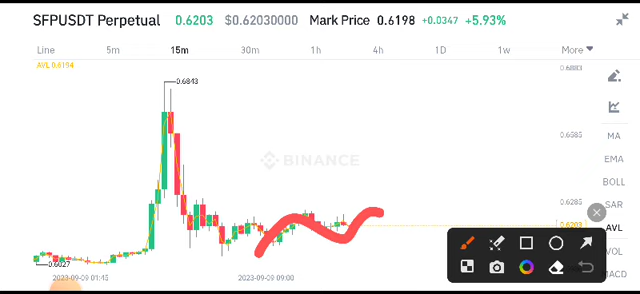 SFPUSDT Perpetual 0.6203 $0.62030000 Mark Price 0.6198 +0.0347 +5.93%
Line 5m 15m 30m 1h 4h 1D 1W More
AVL 0.6194
0.6883
0.6843
0.6585
MA
BINANCE
EMA
BOLL
0.6285
SAR
0.6203
AVL
VOL
0.6027
MACD
2023-09-09 01:45 2023-09-09 09:00